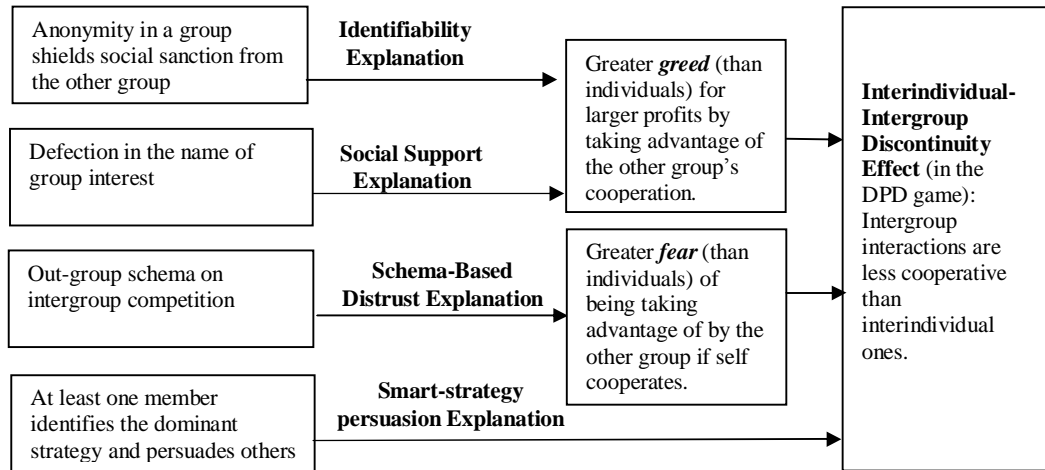 Anonymity in a group
shields social sanction from
the other group
Identifiability
Explanation
Defection in the name of
group interest
Social Support
Explanation
Greater greed (than
individuals) for
larger profits by
taking advantage of
the other group’s
cooperation.
Out-group schema on
intergroup competition
Schema-Based
Distrust Explanation
Greater fear (than
individuals) of
being taking
advantage of by the
other group if self
cooperates.
At least one member
identifies the dominant
strategy and persuades others
Smart-strategy
persuasion Explanation
Interindividual-
Intergroup
Discontinuity
Effect (in the
DPD game):
Intergroup
interactions are
less cooperative
than
interindividual
ones.